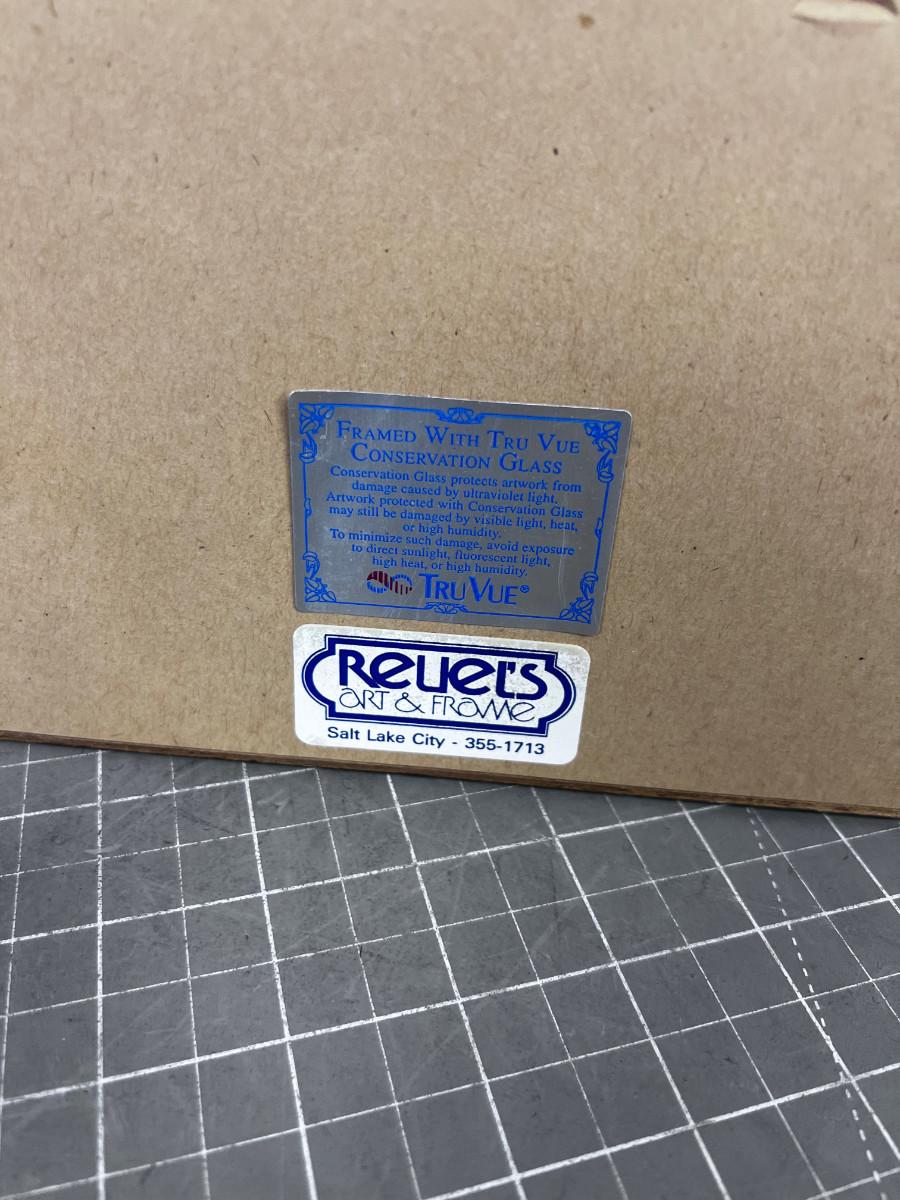 FRAMED WITH TRU VUE
CONSERVATION GLASS
Conservation Glass protects artwork from
damage caused by ultraviolet light.
Artwork protected with Conservation Glass
may still be damaged by visible light, heat,
or high humidity.
To minimize such damage, avoid exposure
to direct sunlight, fluorescent light,
high heat, or high humidity.
TRU VUE®
REUEL'S
ART & FRAME
Salt Lake City - 355-1713